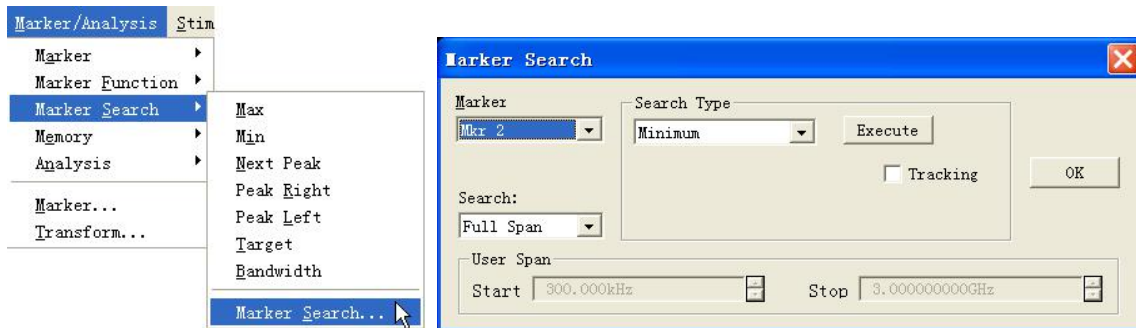 Marker/Analysis Stim
Marker
Marker Function
Marker Search
Memory
Analysis
Marker...
Transform...
Max
Min
Next Peak
Peak Right
Peak Left
Target
Bandwidth
Marker Search...
Marker Search
Marker
Mkr 2
Search Type
Minimum
Execute
Tracking
OK
Search:
Full Span
User Span
Start 300.000kHz
Stop 3.000000000GHz